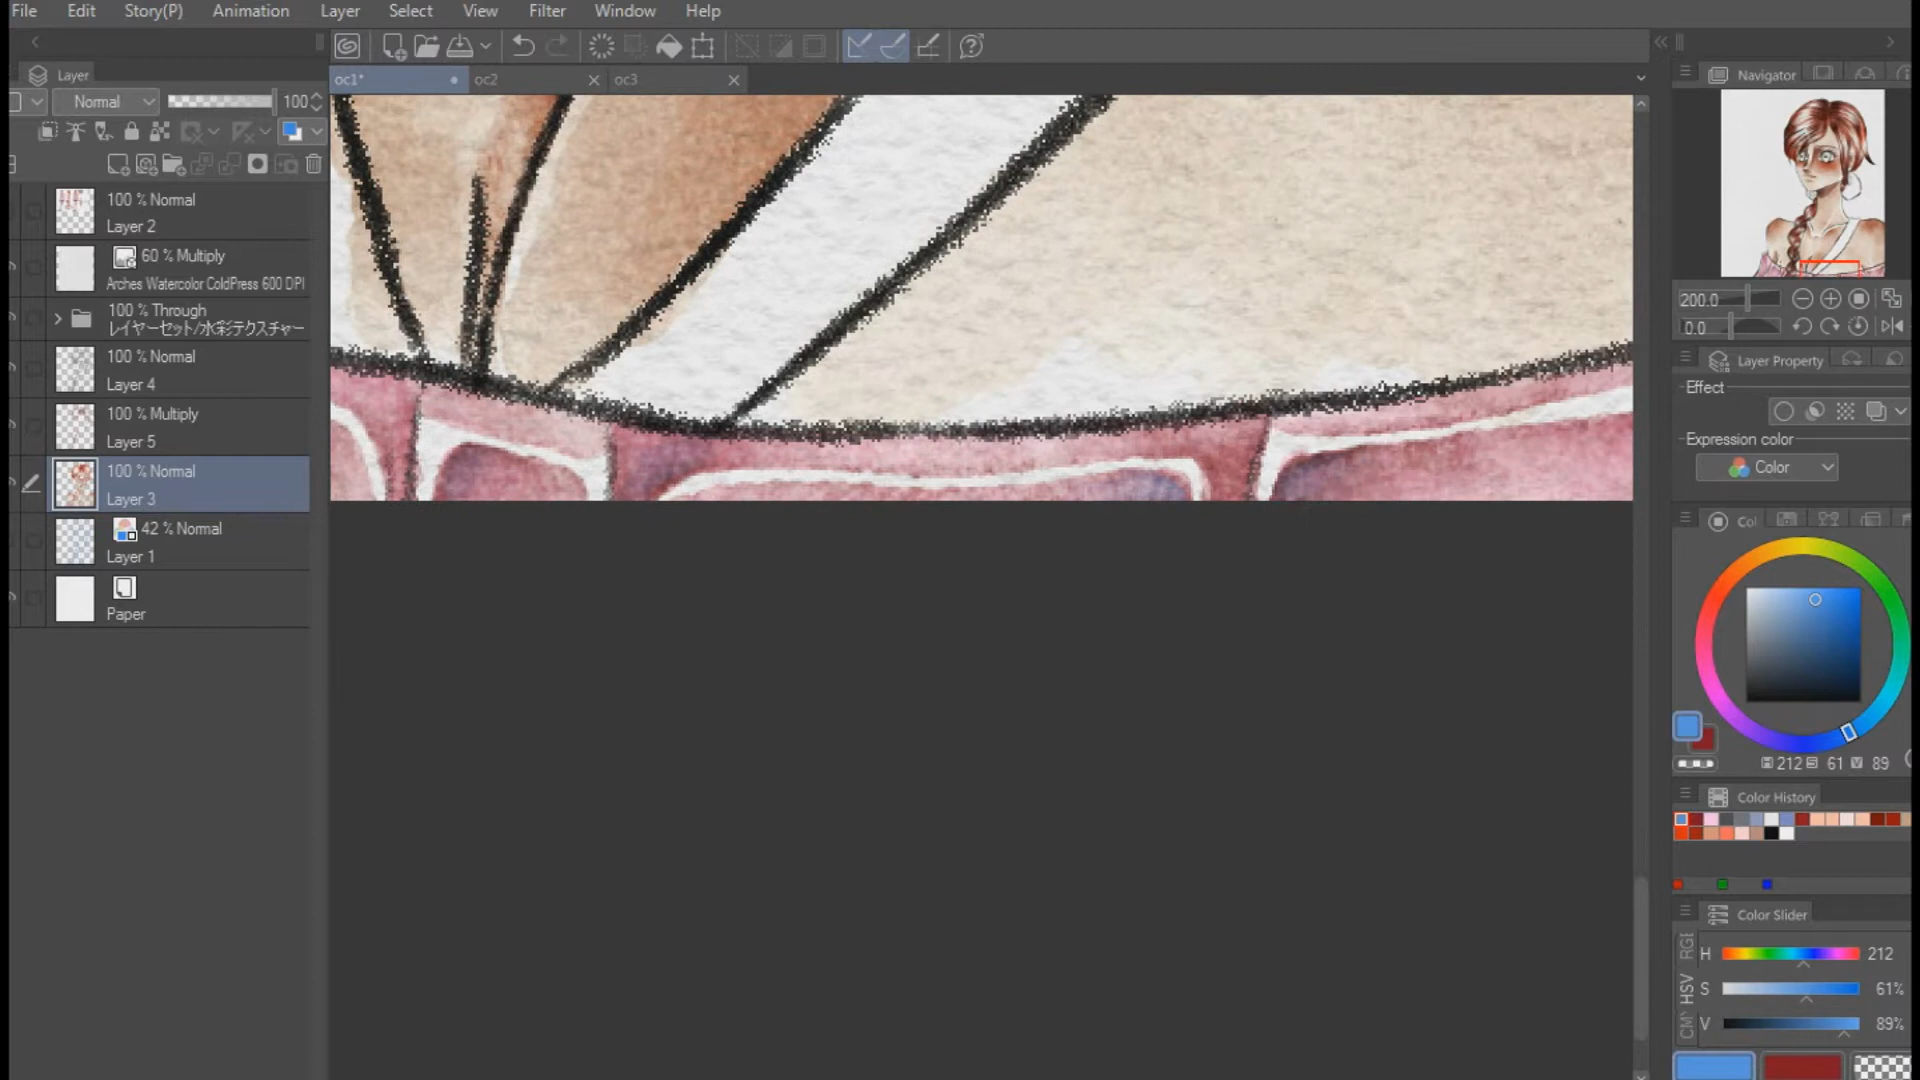 File Edit Story(P) Animation Layer Select View Filter Window Help
Layer
oc1* oc2 oc3
Normal 100
100 % Normal
Layer 2
60 % Multiply
Arches Watercolor ColdPress 600 DPI
100 % Through
レイヤーセット/水彩テクスチャー
100 % Normal
Layer 4
100 % Multiply
Layer 5
100 % Normal
Layer 3
42 % Normal
Layer 1
Paper
Navigator
200.0
0.0
Layer Property
Effect
Expression color
Color
Col
212 61 89
Color History
Color Slider
RGB
HSV
CMY
H 212
S 61%
V 89%